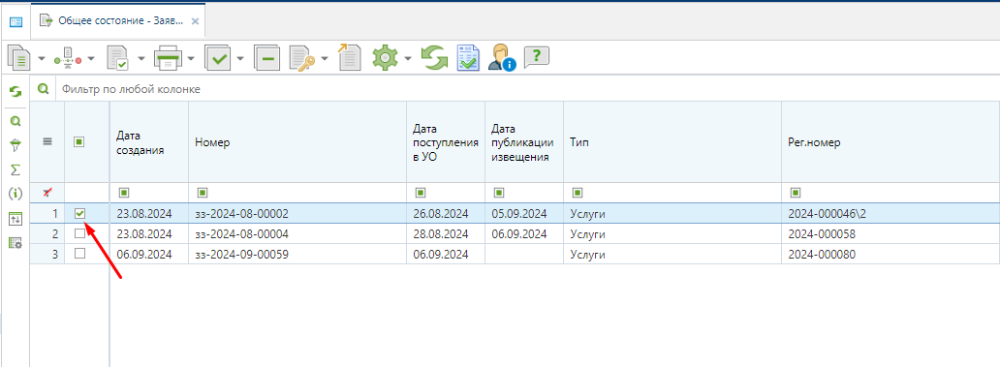 Общее состояние - Заяв... ×
?
Фильтр по любой колонке
Дата создания Номер Дата поступления в УО Дата публикации извещения Тип Рег.номер
1 23.08.2024 зз-2024-08-00002 26.08.2024 05.09.2024 Услуги 2024-000046\2
2 23.08.2024 зз-2024-08-00004 28.08.2024 06.09.2024 Услуги 2024-000058
3 06.09.2024 зз-2024-09-00059 06.09.2024 Услуги 2024-000080